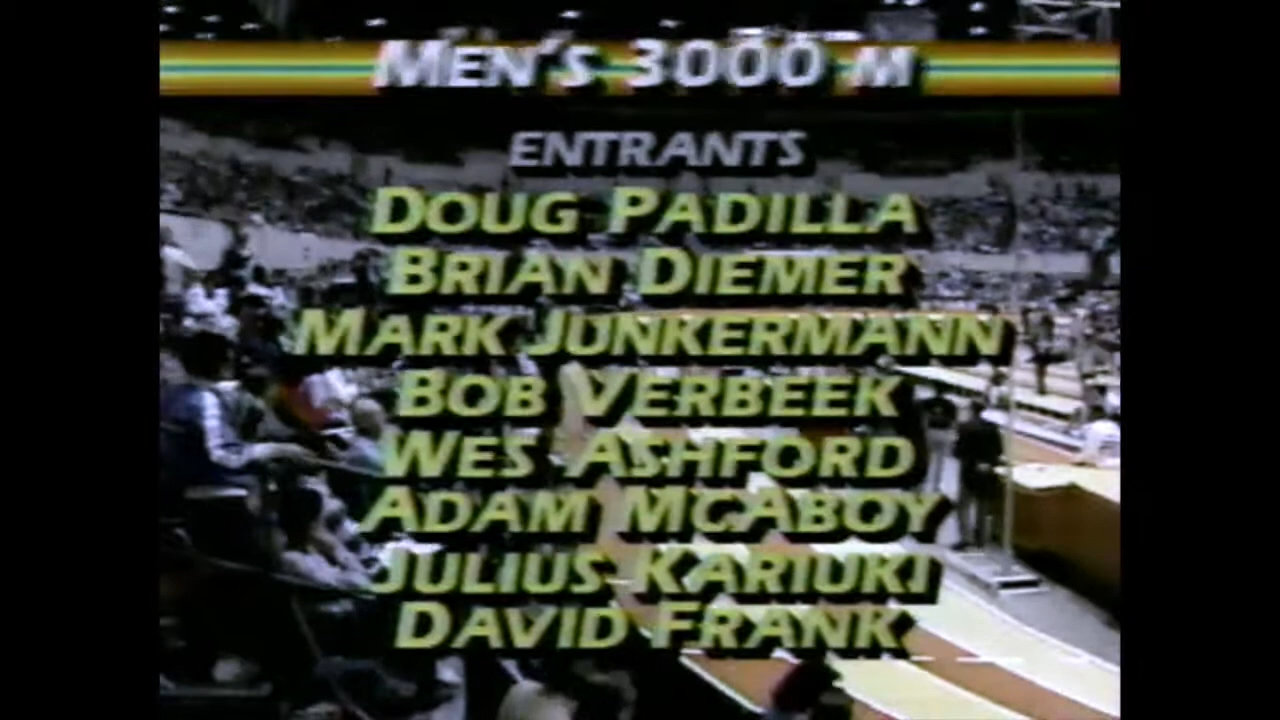 MEN'S 3000 M
ENTRANTS
DOUG PADILLA
BRIAN DIEMER
MARK JUNKERMANN
BOB VERBEEK
WES ASHFORD
ADAM MCABOY
JULIUS KARIUKI
DAVID FRANK